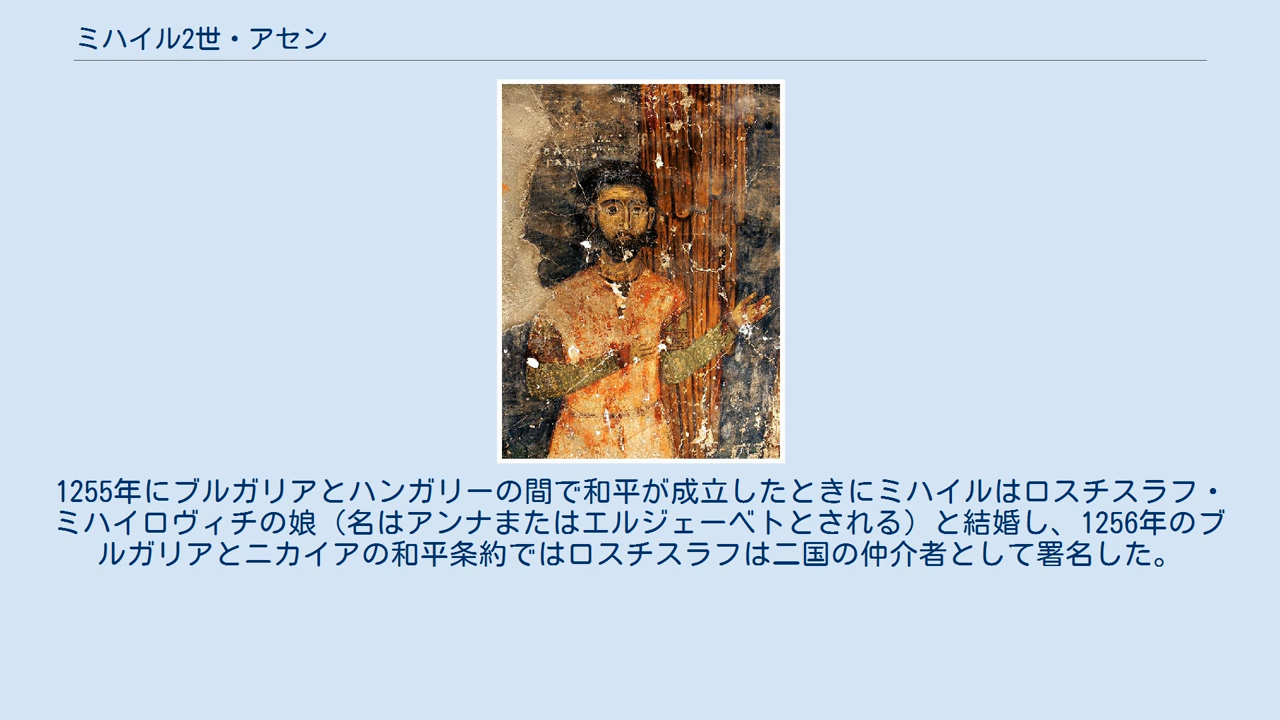 ミハイル2世・アセン
1255年にブルガリアとハンガリーの間で和平が成立したときにミハイルはロスチスラフ・
ミハイロヴィチの娘（名はアンナまたはエルジェーベトとされる）と結婚し、1256年のブ
ルガリアとニカイアの和平条約ではロスチスラフは二国の仲介者として署名した。